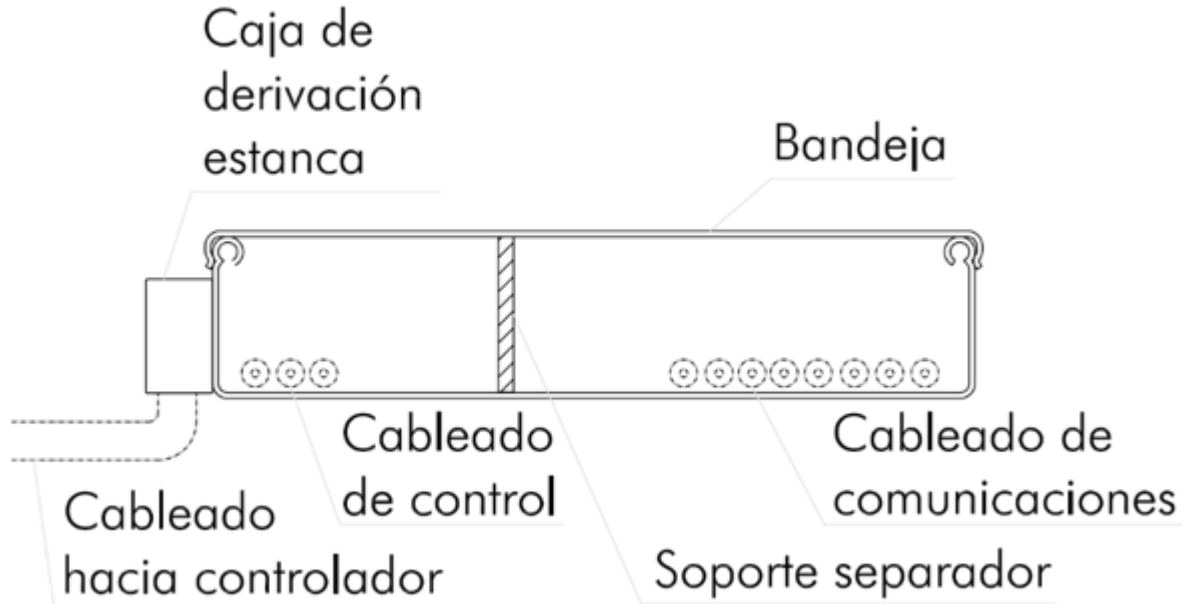 Caja de
derivación
estanca
Bandeja
Cableado
de control
Cableado de
comunicaciones
Cableado
hacia controlador
Soporte separador